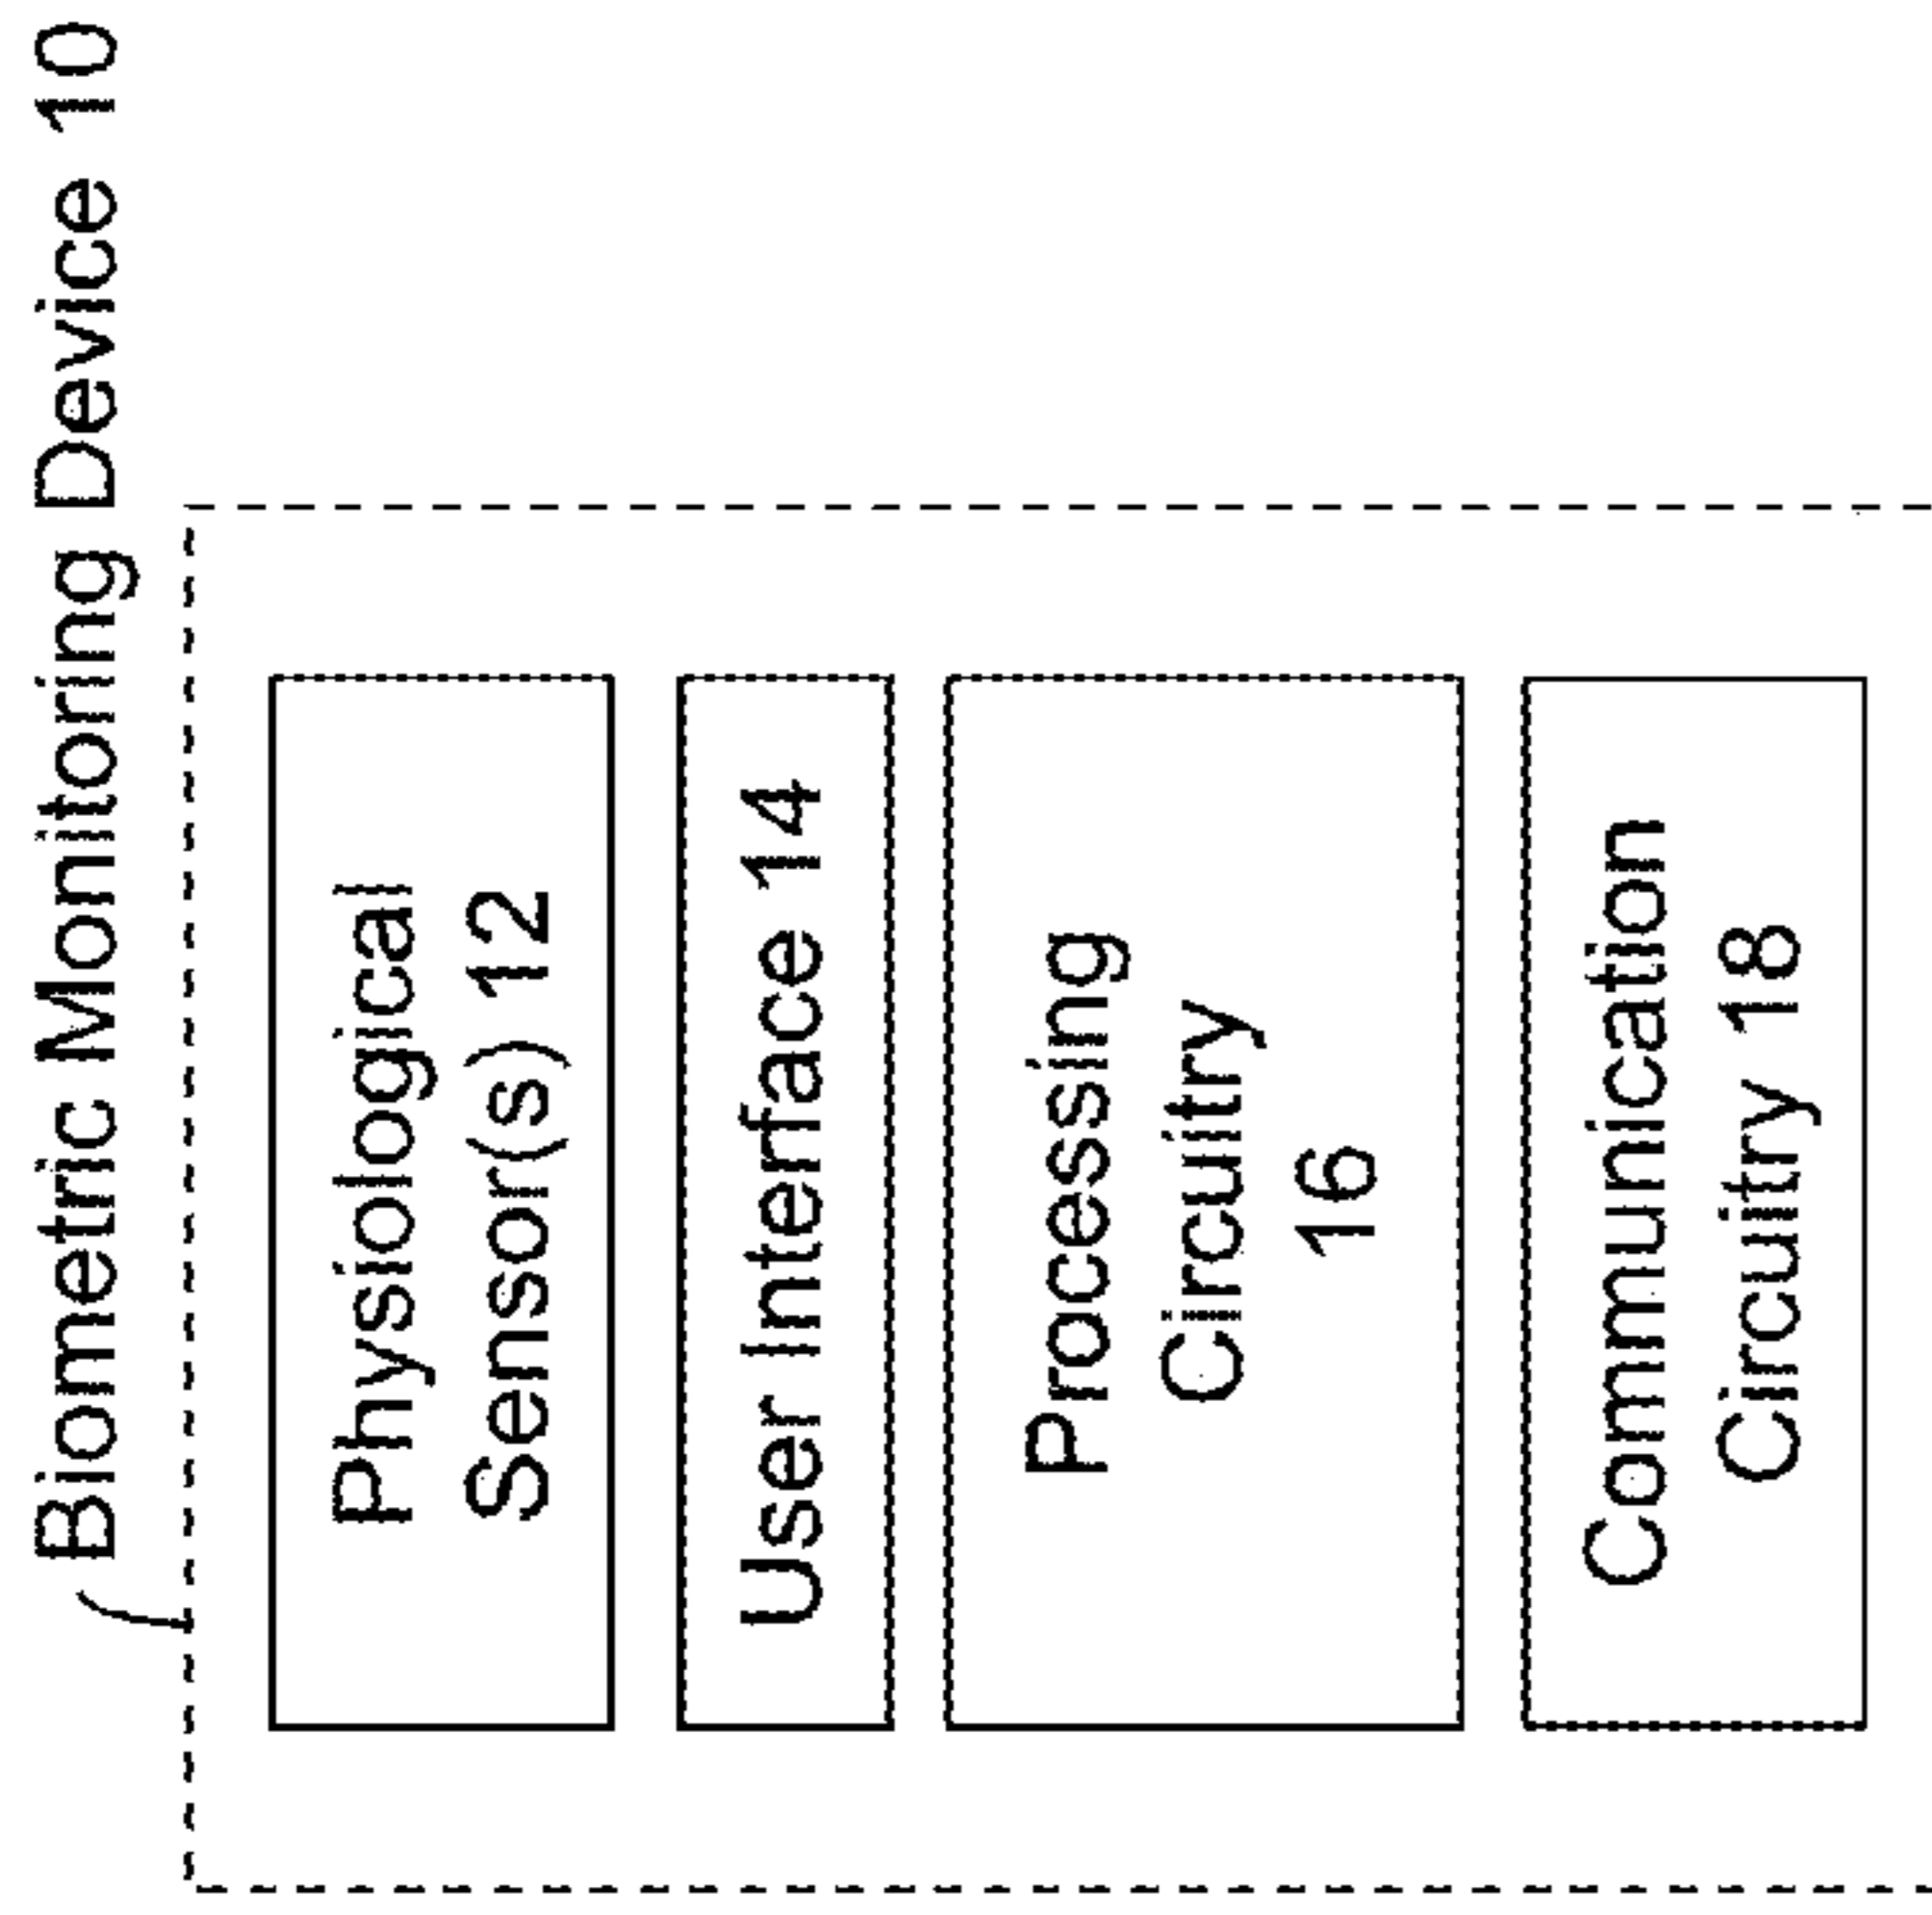 Biometric Monitoring Device 10
Physiological
Sensor(s) 12
User Interface 14
Processing
Circuitry
16
Communication
Circuitry 18